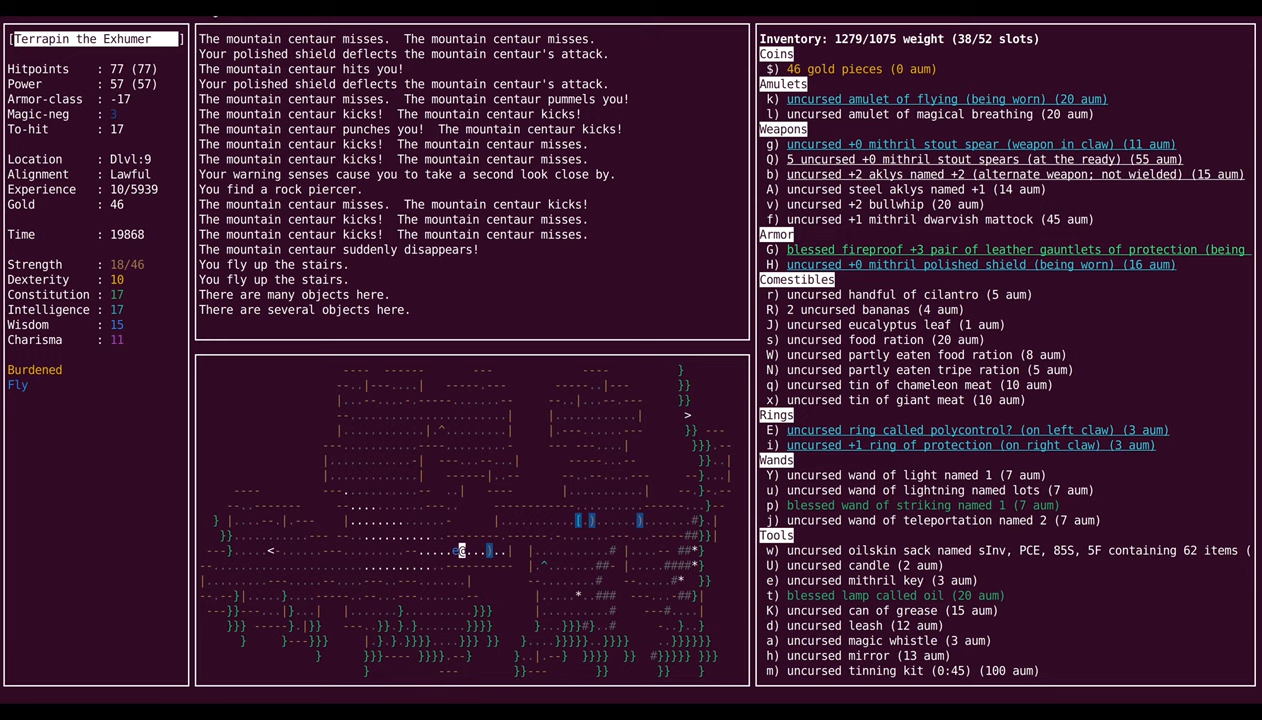 [Terrapin the Exhumer ]
Hitpoints : 77 (77)
Power : 57 (57)
Armor-class : -17
Magic-neg : 3
To-hit : 17
Location : Dlvl:9
Alignment : Lawful
Experience : 10/5939
Gold : 46
Time : 19868
Strength : 18/46
Dexterity : 10
Constitution : 17
Intelligence : 17
Wisdom : 15
Charisma : 11
Burdened
Fly
The mountain centaur misses. The mountain centaur misses.
Your polished shield deflects the mountain centaur's attack.
The mountain centaur hits you!
Your polished shield deflects the mountain centaur's attack.
The mountain centaur misses. The mountain centaur pummels you!
The mountain centaur kicks! The mountain centaur kicks!
The mountain centaur punches you! The mountain centaur kicks!
The mountain centaur kicks! The mountain centaur misses.
The mountain centaur kicks! The mountain centaur misses.
Your warning senses cause you to take a second look close by.
You find a rock piercer.
The mountain centaur misses. The mountain centaur kicks!
The mountain centaur kicks! The mountain centaur misses.
The mountain centaur kicks! The mountain centaur misses.
The mountain centaur suddenly disappears!
You fly up the stairs.
You fly up the stairs.
There are many objects here.
There are several objects here.
Inventory: 1279/1075 weight (38/52 slots)
Coins
$) 46 gold pieces (0 aum)
Amulets
k) uncursed amulet of flying (being worn) (20 aum)
l) uncursed amulet of magical breathing (20 aum)
Weapons
g) uncursed +0 mithril stout spear (weapon in claw) (11 aum)
Q) 5 uncursed +0 mithril stout spears (at the ready) (55 aum)
b) uncursed +2 aklys named +2 (alternate weapon; not wielded) (15 aum)
A) uncursed steel aklys named +1 (14 aum)
v) uncursed +2 bullwhip (20 aum)
f) uncursed +1 mithril dwarvish mattock (45 aum)
Armor
G) blessed fireproof +3 pair of leather gauntlets of protection (being
H) uncursed +0 mithril polished shield (being worn) (16 aum)
Comestibles
r) uncursed handful of cilantro (5 aum)
R) 2 uncursed bananas (4 aum)
J) uncursed eucalyptus leaf (1 aum)
s) uncursed food ration (20 aum)
W) uncursed partly eaten food ration (8 aum)
N) uncursed partly eaten tripe ration (5 aum)
q) uncursed tin of chameleon meat (10 aum)
x) uncursed tin of giant meat (10 aum)
Rings
E) uncursed ring called polycontrol? (on left claw) (3 aum)
i) uncursed +1 ring of protection (on right claw) (3 aum)
Wands
Y) uncursed wand of light named 1 (7 aum)
u) uncursed wand of lightning named lots (7 aum)
p) blessed wand of striking named 1 (7 aum)
j) uncursed wand of teleportation named 2 (7 aum)
Tools
w) uncursed oilskin sack named sInv, PCE, 85S, 5F containing 62 items (
U) uncursed candle (2 aum)
e) uncursed mithril key (3 aum)
t) blessed lamp called oil (20 aum)
K) uncursed can of grease (15 aum)
d) uncursed leash (12 aum)
a) uncursed magic whistle (3 aum)
h) uncursed mirror (13 aum)
m) uncursed tinning kit (0:45) (100 aum)